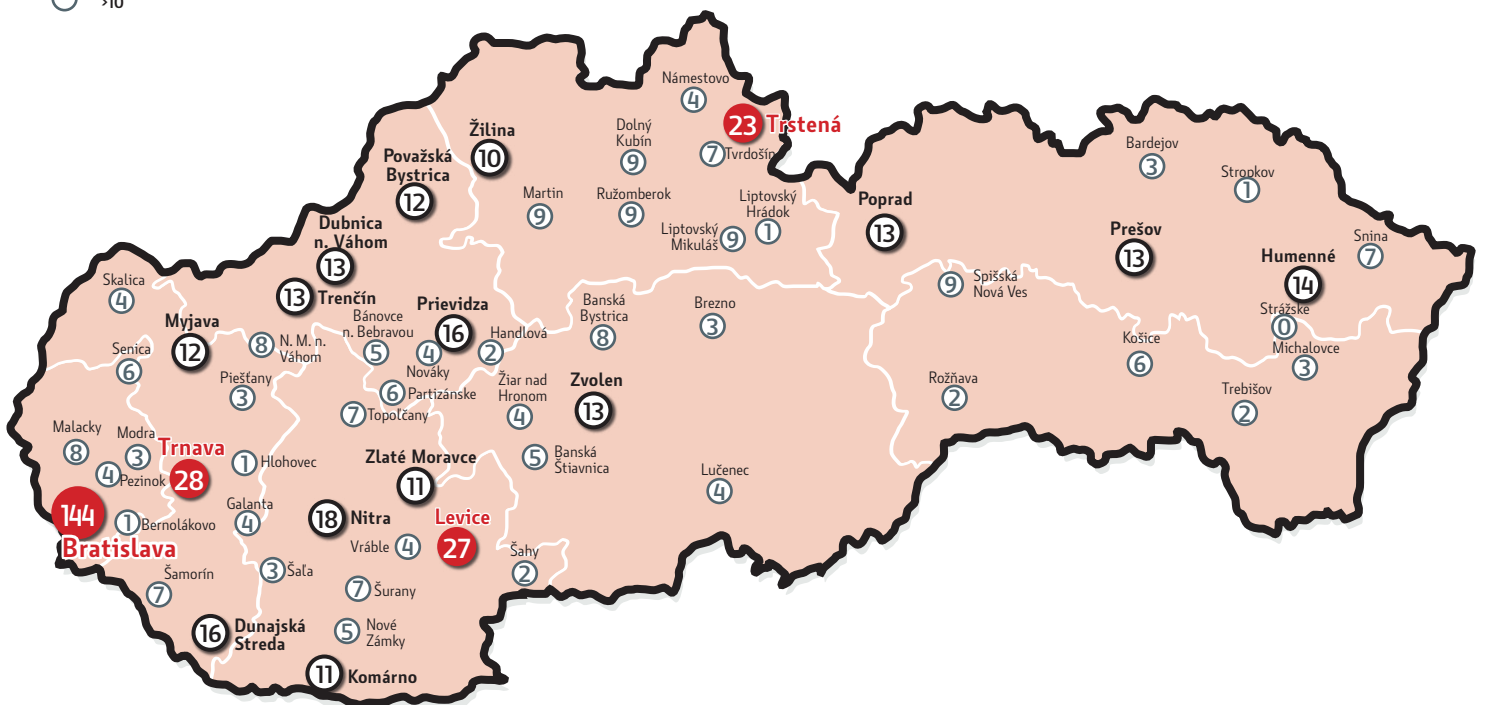 >10
Námestovo
4
23 Trstená
7 Tvrdošín
Dolný
Kubín
9
Žilina
10
Považská
Bystrica
12
Martin
9
Ružomberok
9
Liptovský
Hrádok
1
Liptovský
Mikuláš 9
Poprad
13
Bardejov
3
Stropkov
1
Prešov
13
Snina
7
Humenné
14
Strážske
0
Michalovce
3
Dubnica
n. Váhom
13
13 Trenčín
Skalica
4
Myjava
12
Senica
6
8 N. M. n.
Váhom
Bánovce
n. Bebravou
5
Prievidza
16
4
Nováky
Handlová
2
Banská
Bystrica
8
Brezno
3
9 Spišská
Nová Ves
Košice
6
Rožňava
2
Trebišov
2
Piešťany
3
6 Partizánske
7 Topoľčany
Žiar nad
Hronom
4
Zvolen
13
Malacky
8
Modra
3
4 Pezinok
Trnava
28
1 Hlohovec
Zlaté Moravce
11
5 Banská
Štiavnica
Lučenec
4
144
Bratislava
1 Bernolákovo
Galanta
4
18 Nitra
Vráble 4
Levice
27
Šahy
2
Šamorín
7
3 Šaľa
7 Šurany
16 Dunajská
Streda
5 Nové
Zámky
11 Komárno